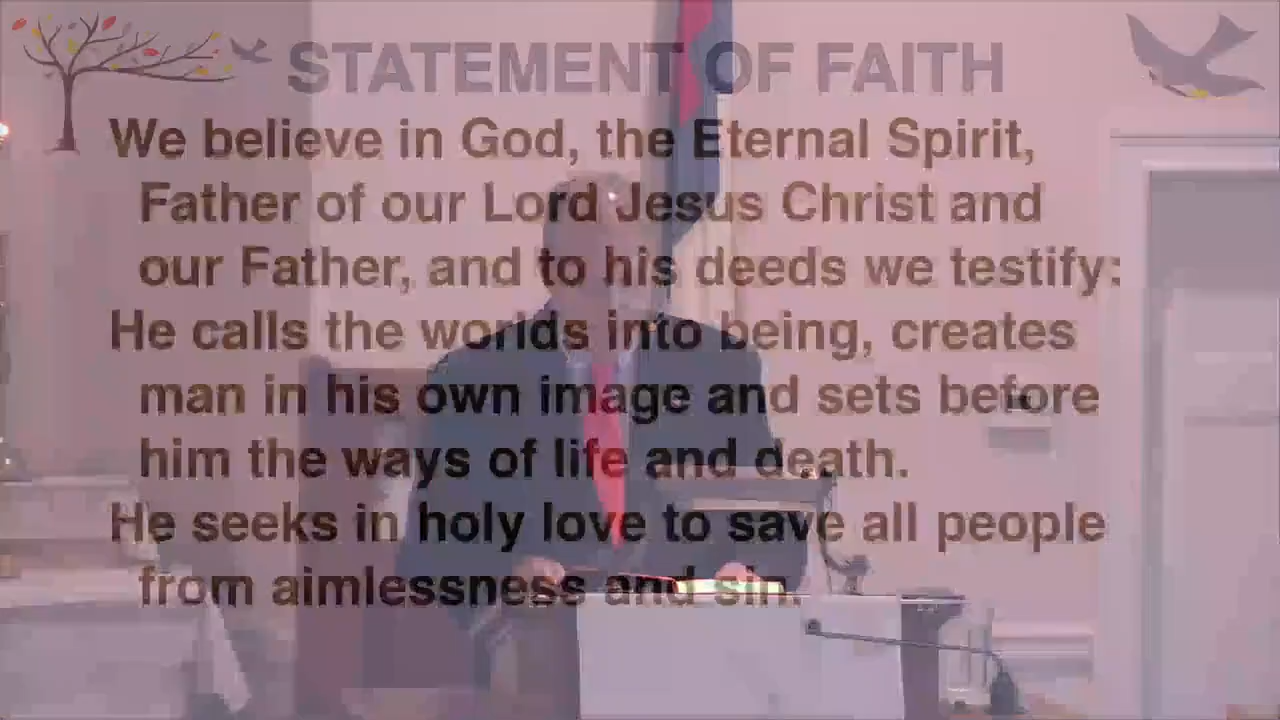 STATEMENT OF FAITH
We believe in God, the Eternal Spirit,
Father of our Lord Jesus Christ and
our Father, and to his deeds we testify:
He calls the worlds into being, creates
man in his own image and sets before
him the ways of life and death.
He seeks in holy love to save all people
from aimlessness and sin.